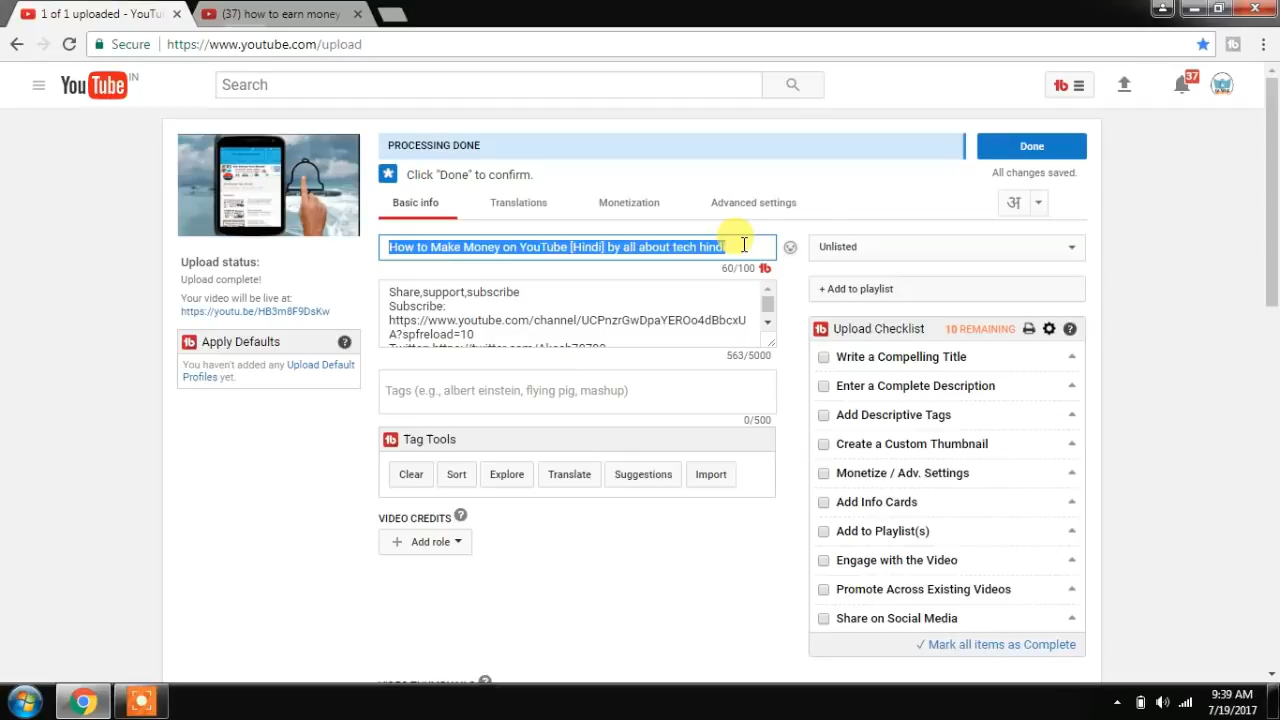 1 of 1 uploaded - YouTu
(37) how to earn money
Secure
https://www.youtube.com/upload
YouTube IN
Search
37
PROCESSING DONE
Done
Click "Done" to confirm.
All changes saved.
Basic info
Translations
Monetization
Advanced settings
अ
How to Make Money on YouTube [Hindi] by all about tech hindi
60/100
Unlisted
Upload status:
Upload complete!
Your video will be live at:
https://youtu.be/HB3m8F9DsKw
Share,support,subscribe
Subscribe:
https://www.youtube.com/channel/UCPnzrGwDpaYEROo4dBbcxU
A?spfreload=10
563/5000
+ Add to playlist
Apply Defaults
You haven't added any Upload Default
Profiles yet.
Tags (e.g., albert einstein, flying pig, mashup)
0/500
Tag Tools
Clear
Sort
Explore
Translate
Suggestions
Import
VIDEO CREDITS
+ Add role
Upload Checklist
10 REMAINING
Write a Compelling Title
Enter a Complete Description
Add Descriptive Tags
Create a Custom Thumbnail
Monetize / Adv. Settings
Add Info Cards
Add to Playlist(s)
Engage with the Video
Promote Across Existing Videos
Share on Social Media
✓ Mark all items as Complete
9:39 AM
7/19/2017